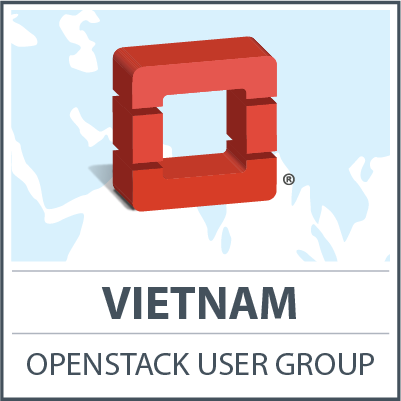 ®
VIETNAM
OPENSTACK USER GROUP